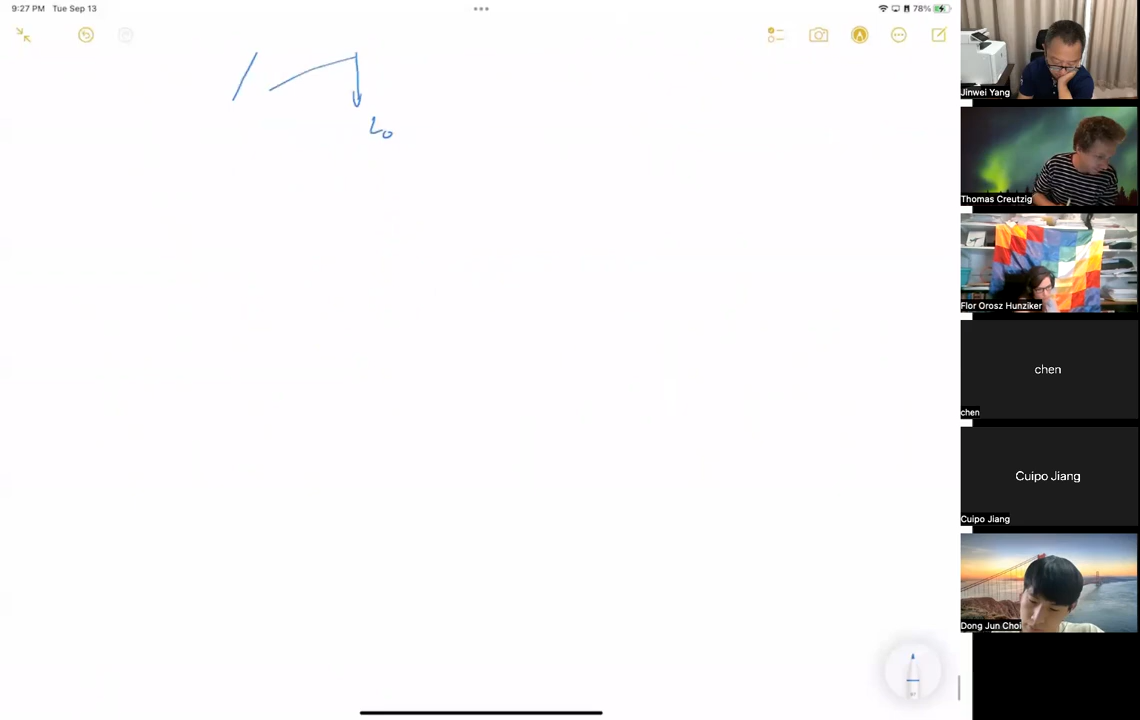 9:27 PM Tue Sep 13
78%
L₀
Jinwei Yang
Thomas Creutzig
Flor Orosz Hunziker
chen
chen
Cuipo Jiang
Cuipo Jiang
Dong Jun Choi